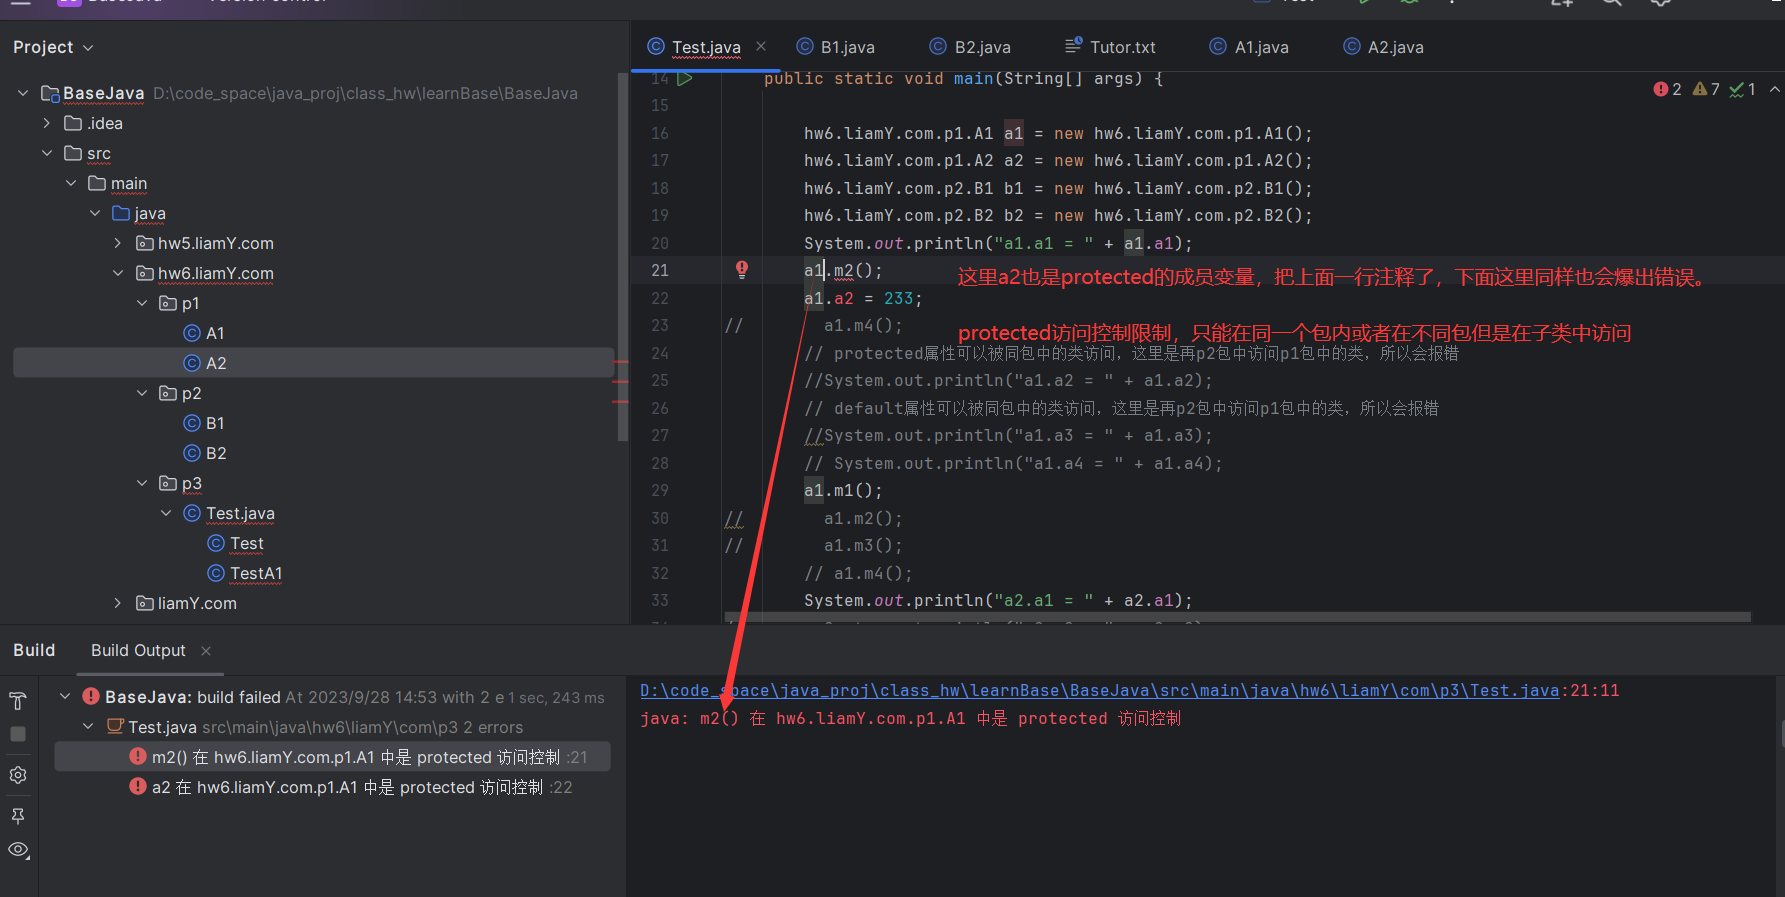 Project
BaseJava D:\code_space\java_proj\class_hw\learnBase\BaseJava
.idea
src
main
java
hw5.liamY.com
hw6.liamY.com
p1
A1
A2
p2
B1
B2
p3
Test.java
Test
TestA1
liamY.com
Test.java
B1.java
B2.java
Tutor.txt
A1.java
A2.java
2 7 1
14 public static void main(String[] args) {
15
16 hw6.liamY.com.p1.A1 a1 = new hw6.liamY.com.p1.A1();
17 hw6.liamY.com.p1.A2 a2 = new hw6.liamY.com.p1.A2();
18 hw6.liamY.com.p2.B1 b1 = new hw6.liamY.com.p2.B1();
19 hw6.liamY.com.p2.B2 b2 = new hw6.liamY.com.p2.B2();
20 System.out.println("a1.a1 = " + a1.a1);
21 a1.m2();
这里a2也是protected的成员变量，把上面一行注释了，下面这里同样也会爆出错误。
22 a1.a2 = 233;
23 // a1.m4();
protected访问控制限制，只能在同一个包内或者在不同包但是在子类中访问
24 // protected属性可以被同包中的类访问，这里是再p2包中访问p1包中的类，所以会报错
25 //System.out.println("a1.a2 = " + a1.a2);
26 // default属性可以被同包中的类访问，这里是再p2包中访问p1包中的类，所以会报错
27 //System.out.println("a1.a3 = " + a1.a3);
28 // System.out.println("a1.a4 = " + a1.a4);
29 a1.m1();
30 // a1.m2();
31 // a1.m3();
32 // a1.m4();
33 System.out.println("a2.a1 = " + a2.a1);
Build
Build Output
BaseJava: build failed At 2023/9/28 14:53 with 2 e 1 sec, 243 ms
Test.java src\main\java\hw6\liamY\com\p3 2 errors
m2() 在 hw6.liamY.com.p1.A1 中是 protected 访问控制 :21
a2 在 hw6.liamY.com.p1.A1 中是 protected 访问控制 :22
D:\code_space\java_proj\class_hw\learnBase\BaseJava\src\main\java\hw6\liamY\com\p3\Test.java:21:11
java: m2() 在 hw6.liamY.com.p1.A1 中是 protected 访问控制